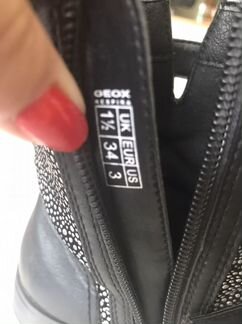 GEOX
RESPIRA
UK EUR US
1½ 34 3